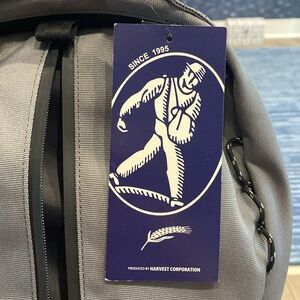 SINCE 1995
PRODUCED BY HARVEST CORPORATION